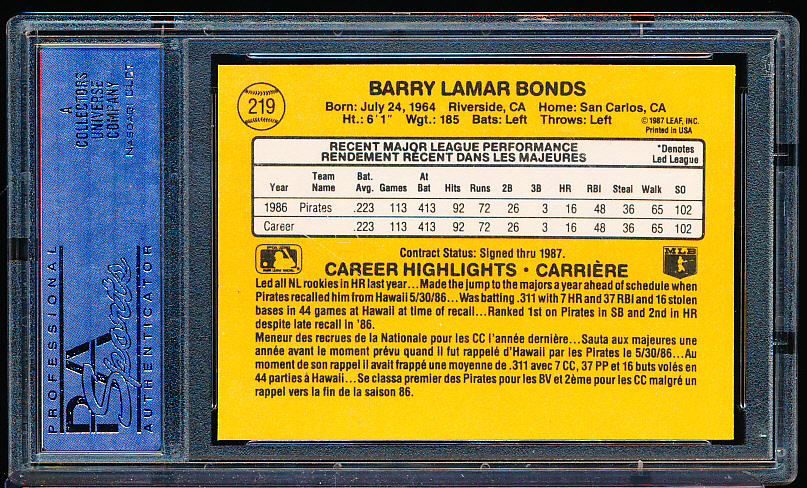 A
COLLECTORS
UNIVERSE
COMPANY
NASDAQ: CLCT
PROFESSIONAL
PSA
Sports
AUTHENTICATOR
219
BARRY LAMAR BONDS
Born: July 24, 1964 Riverside, CA Home: San Carlos, CA
Ht.: 6'1" Wgt.: 185 Bats: Left Throws: Left
©1987 LEAF, INC.
Printed in USA
RECENT MAJOR LEAGUE PERFORMANCE
RENDEMENT RÉCENT DANS LES MAJEURES
*Denotes
Led League
Year Team Name Bat. Avg. Games At Bat Hits Runs 2B 3B HR RBI Steal Walk SO
1986 Pirates .223 113 413 92 72 26 3 16 48 36 65 102
Career .223 113 413 92 72 26 3 16 48 36 65 102
Contract Status: Signed thru 1987.
MLB
CAREER HIGHLIGHTS • CARRIÈRE
Led all NL rookies in HR last year...Made the jump to the majors a year ahead of schedule when
Pirates recalled him from Hawaii 5/30/86...Was batting .311 with 7 HR and 37 RBI and 16 stolen
bases in 44 games at Hawaii at time of recall...Ranked 1st on Pirates in SB and 2nd in HR
despite late recall in '86.
Meneur des recrues de la Nationale pour les CC l'année dernière...Sauta aux majeures une
année avant le moment prévu quand il fut rappelé d'Hawaii par les Pirates le 5/30/86...Au
moment de son rappel il avait frappé une moyenne de .311 avec 7 CC, 37 PP et 16 buts volés en
44 parties à Hawaii...Se classa premier des Pirates pour les BV et 2ème pour les CC malgré un
rappel vers la fin de la saison 86.